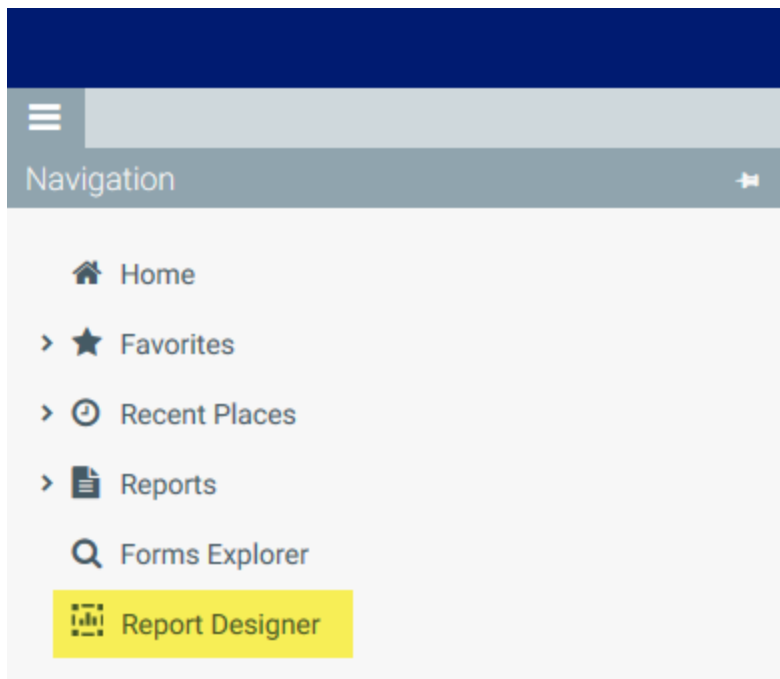 Navigation
Home
Favorites
Recent Places
Reports
Forms Explorer
Report Designer